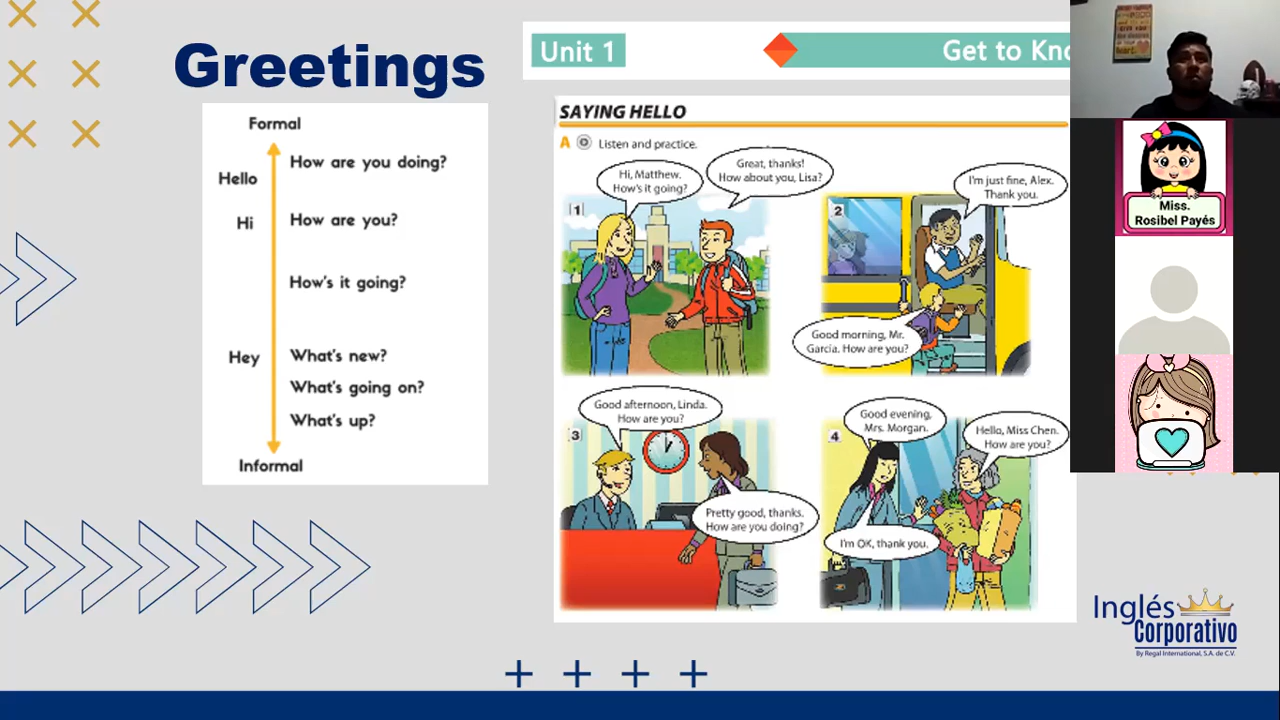 Greetings
Formal
How are you doing?
Hello
Hi
How are you?
How's it going?
Hey
What's new?
What's going on?
What's up?
Informal
Unit 1
Get to Kno
SAYING HELLO
A Listen and practice.
1
Hi, Matthew.
How's it going?
Great, thanks!
How about you, Lisa?
2
I'm just fine, Alex.
Thank you.
Good morning, Mr.
Garcia. How are you?
3
Good afternoon, Linda.
How are you?
Pretty good, thanks.
How are you doing?
4
Good evening,
Mrs. Morgan.
Hello, Miss Chen.
How are you?
I'm OK, thank you.
Miss.
Rosibel Payés
Inglés
Corporativo
By Regal International, S.A. de C.V.